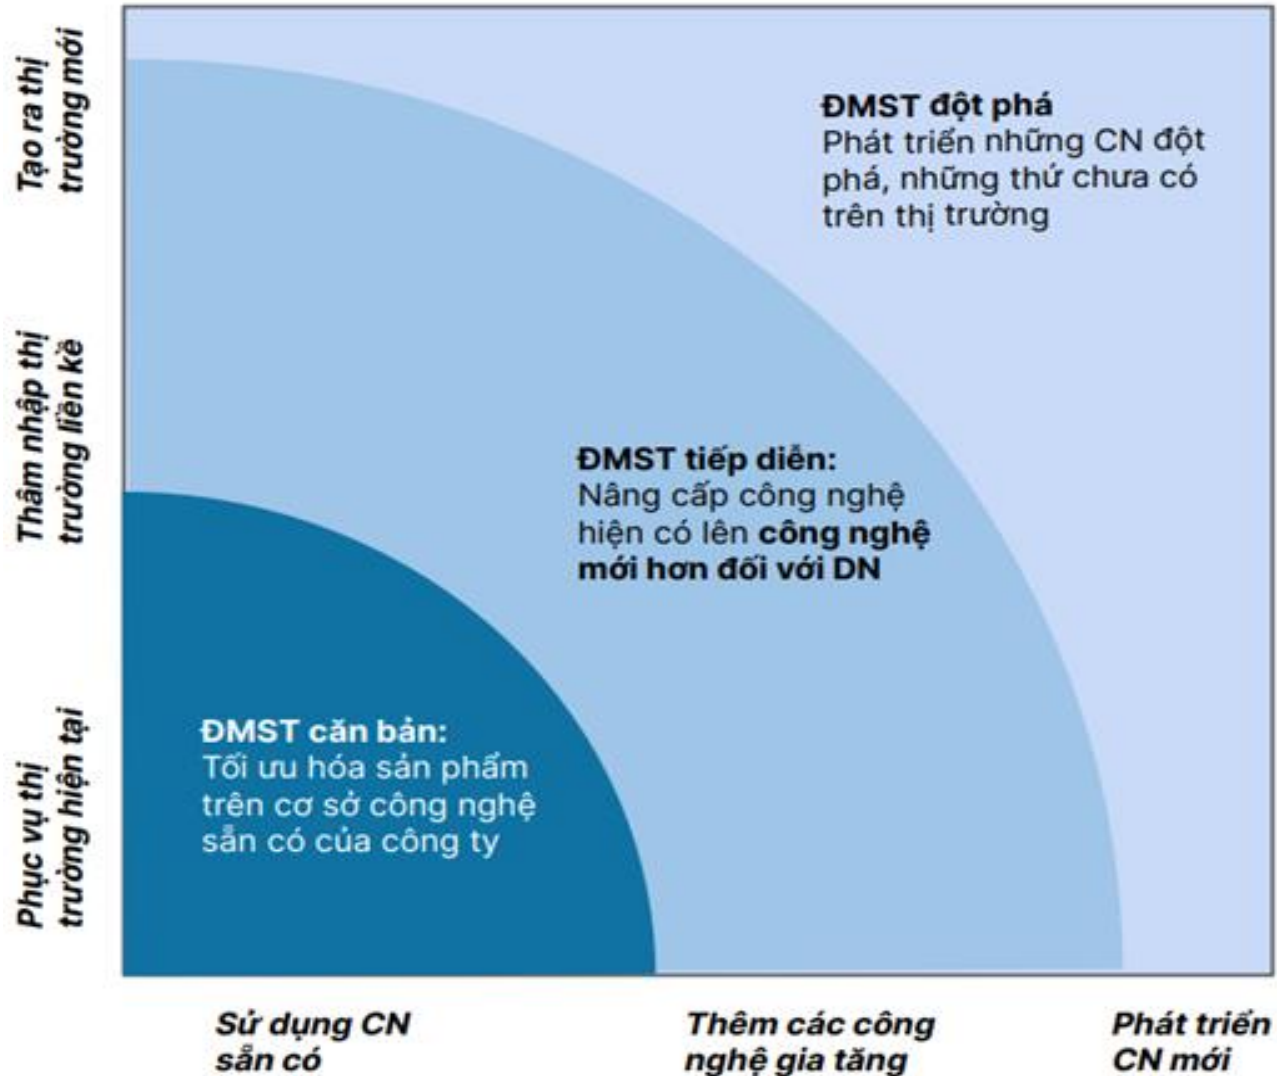 Tạo ra thị
trường mới
ĐMST đột phá
Phát triển những CN đột
phá, những thứ chưa có
trên thị trường
Thâm nhập thị
trường liền kề
ĐMST tiếp diễn:
Nâng cấp công nghệ
hiện có lên công nghệ
mới hơn đối với DN
Phục vụ thị
trường hiện tại
ĐMST căn bản:
Tối ưu hóa sản phẩm
trên cơ sở công nghệ
sẵn có của công ty
Sử dụng CN
sẵn có
Thêm các công
nghệ gia tăng
Phát triển
CN mới